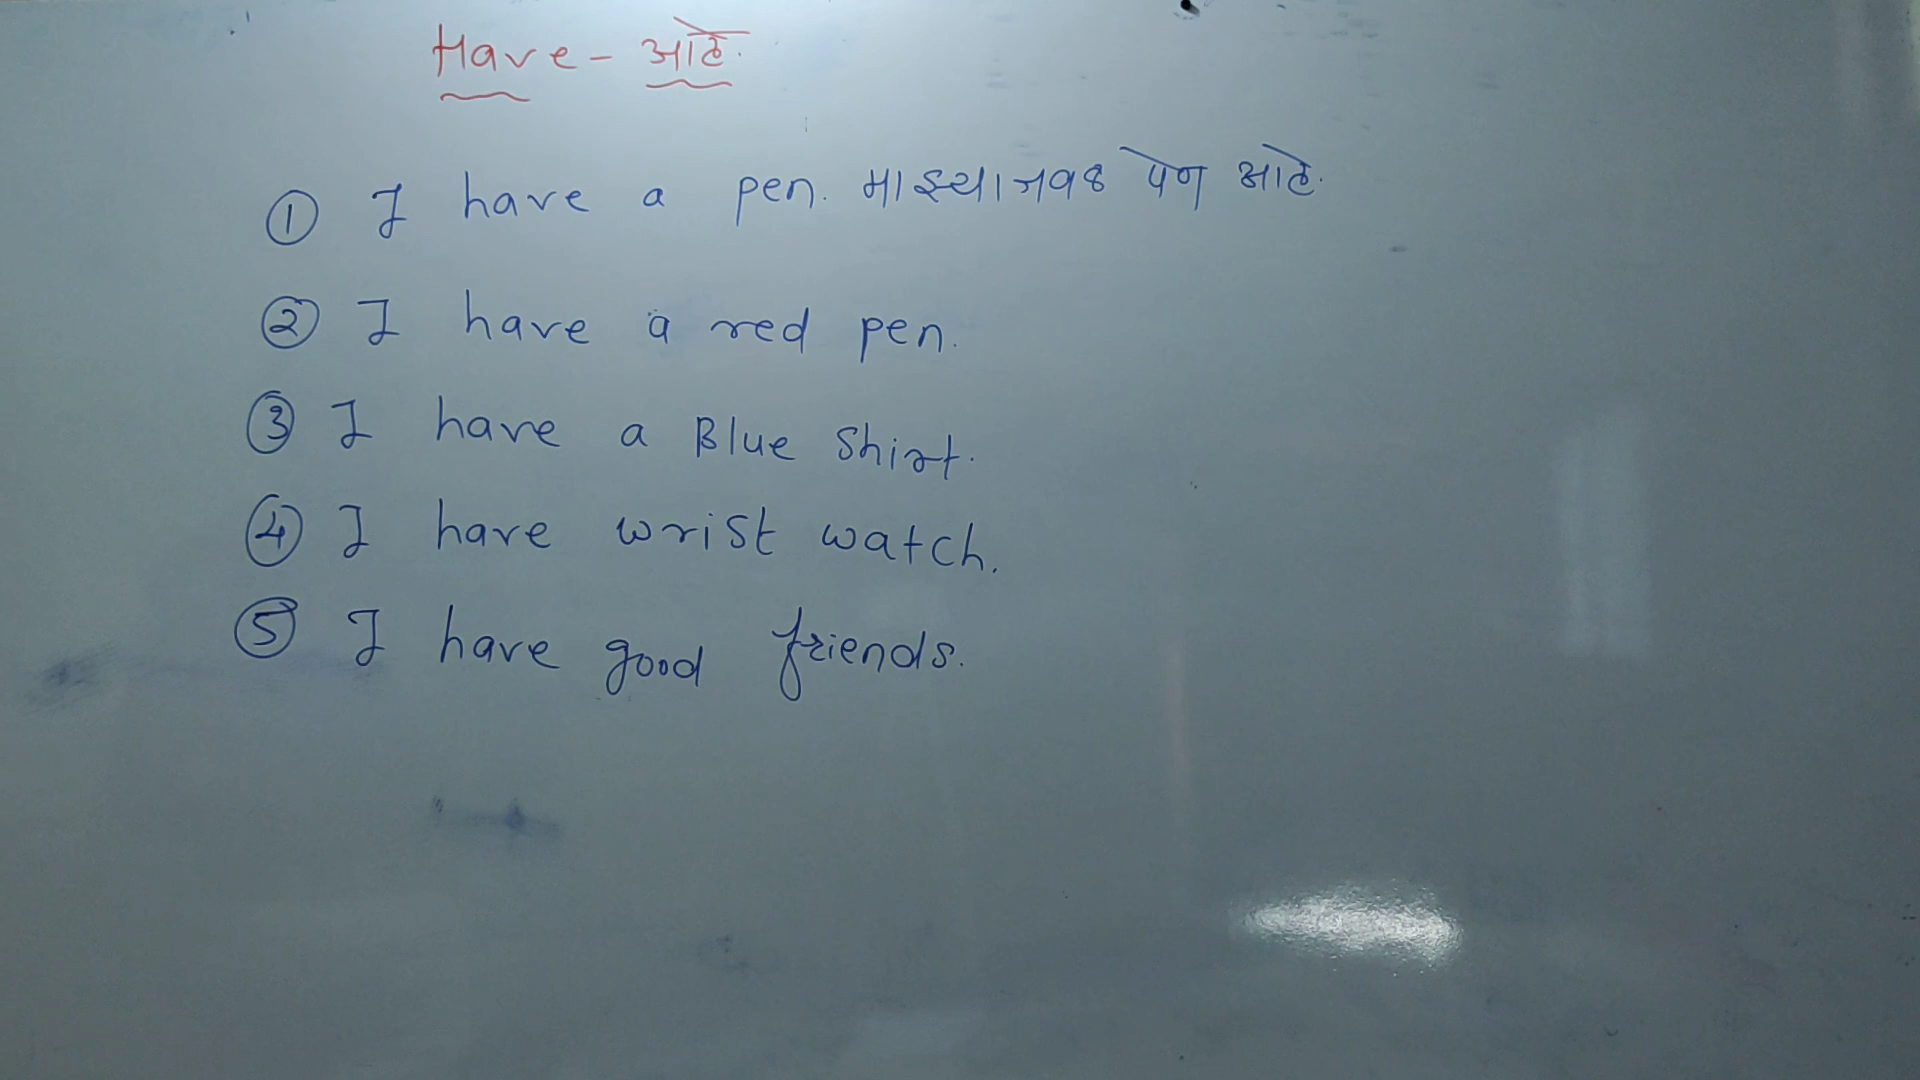 Have - आहे.
① I have a pen. माझ्याजवळ पेण आहे.
② I have a red pen.
③ I have a Blue Shirt.
④ I have wrist watch.
⑤ I have good friends.